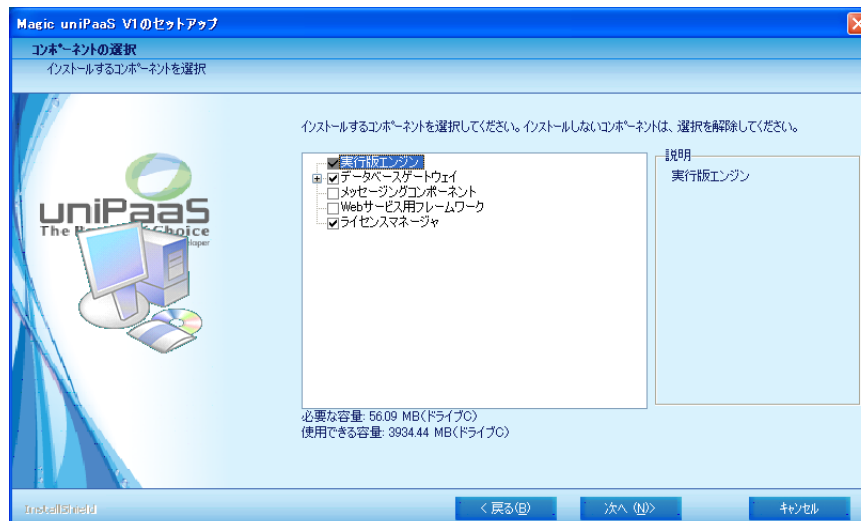 Magic uniPaaS V1のセットアップ
コンポーネントの選択
インストールするコンポーネントを選択
インストールするコンポーネントを選択してください。インストールしないコンポーネントは、選択を解除してください。
実行版エンジン
データベースゲートウェイ
メッセージングコンポーネント
Webサービス用フレームワーク
ライセンスマネージャ
説明
実行版エンジン
uniPaaS
The Choice
必要な容量: 56.09 MB(ドライブC)
使用できる容量: 3934.44 MB(ドライブC)
InstallShield
< 戻る(B)
次へ (N)>
キャンセル